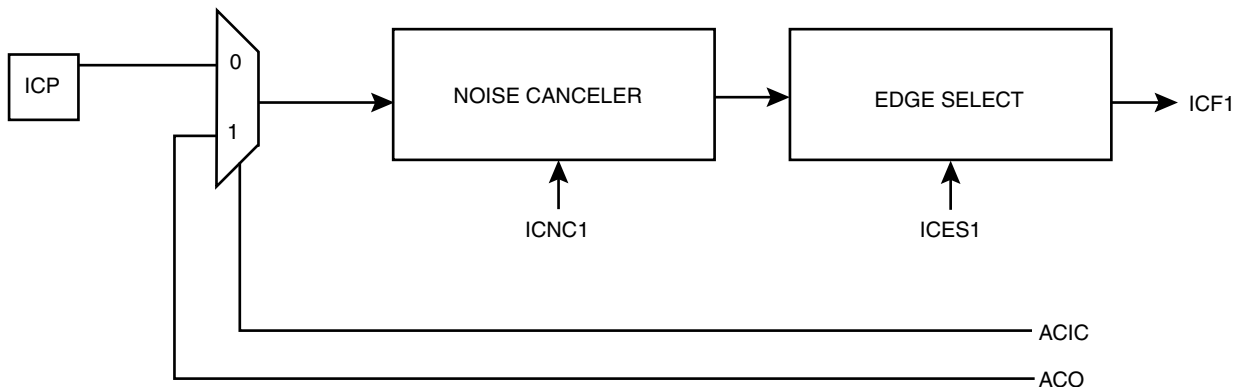 ICP
0
1
NOISE CANCELER
EDGE SELECT
ICF1
ICNC1
ICES1
ACIC
ACO